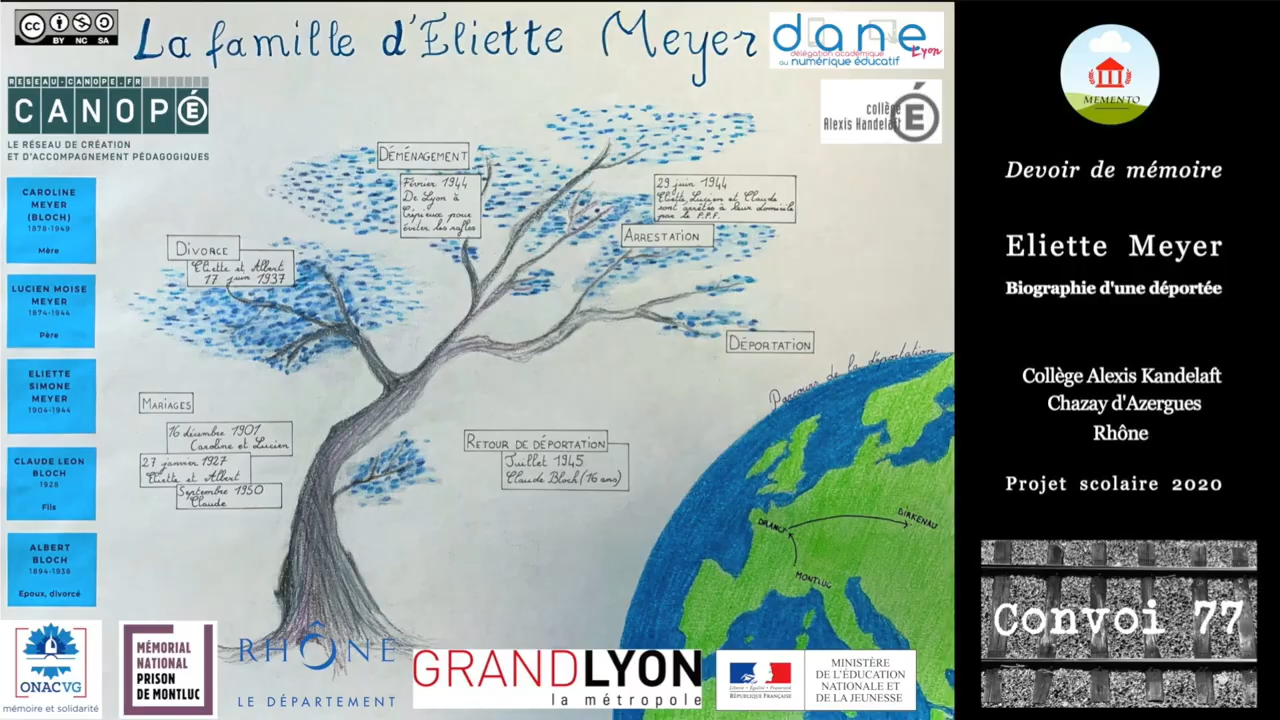 La famille d'Eliette Meyer
CC BY NC SA
dane
Lyon
délégation académique
au numérique éducatif
RESEAU-CANOPE.FR
CANOPÉ
LE RÉSEAU DE CRÉATION
ET D'ACCOMPAGNEMENT PÉDAGOGIQUES
collège
Alexis Kandelaft
É
CAROLINE
MEYER
(BLOCH)
1878-1949
Mère
LUCIEN MOISE
MEYER
1874-1944
Père
ELIETTE
SIMONE
MEYER
1904-1944
CLAUDE LEON
BLOCH
1928
Fils
ALBERT
BLOCH
1894-1938
Epoux, divorcé
DÉMÉNAGEMENT
Février 1944
De Lyon à
Crépieux pour
éviter les rafles
29 juin 1944
Eliette, Lucien et Claude
sont arrêtés à leur domicile
par le P.P.F.
ARRESTATION
DIVORCE
Eliette et Albert
17 juin 1937
DÉPORTATION
MARIAGES
16 décembre 1901
Caroline et Lucien
27 janvier 1927
Eliette et Albert
Septembre 1950
Claude
RETOUR DE DÉPORTATION
Juillet 1945
Claude Bloch (16 ans)
Parcours de la déportation
DRANCY
BIRKENAU
MONTLUC
ONACVG
mémoire et solidarité
MÉMORIAL
NATIONAL
PRISON
DE MONTLUC
RHÔNE
LE DÉPARTEMENT
GRANDLYON
la métropole
Liberté • Égalité • Fraternité
RÉPUBLIQUE FRANÇAISE
MINISTÈRE
DE L'ÉDUCATION
NATIONALE ET
DE LA JEUNESSE
MEMENTO
Devoir de mémoire
Eliette Meyer
Biographie d'une déportée
Collège Alexis Kandelaft
Chazay d'Azergues
Rhône
Projet scolaire 2020
Convoi 77